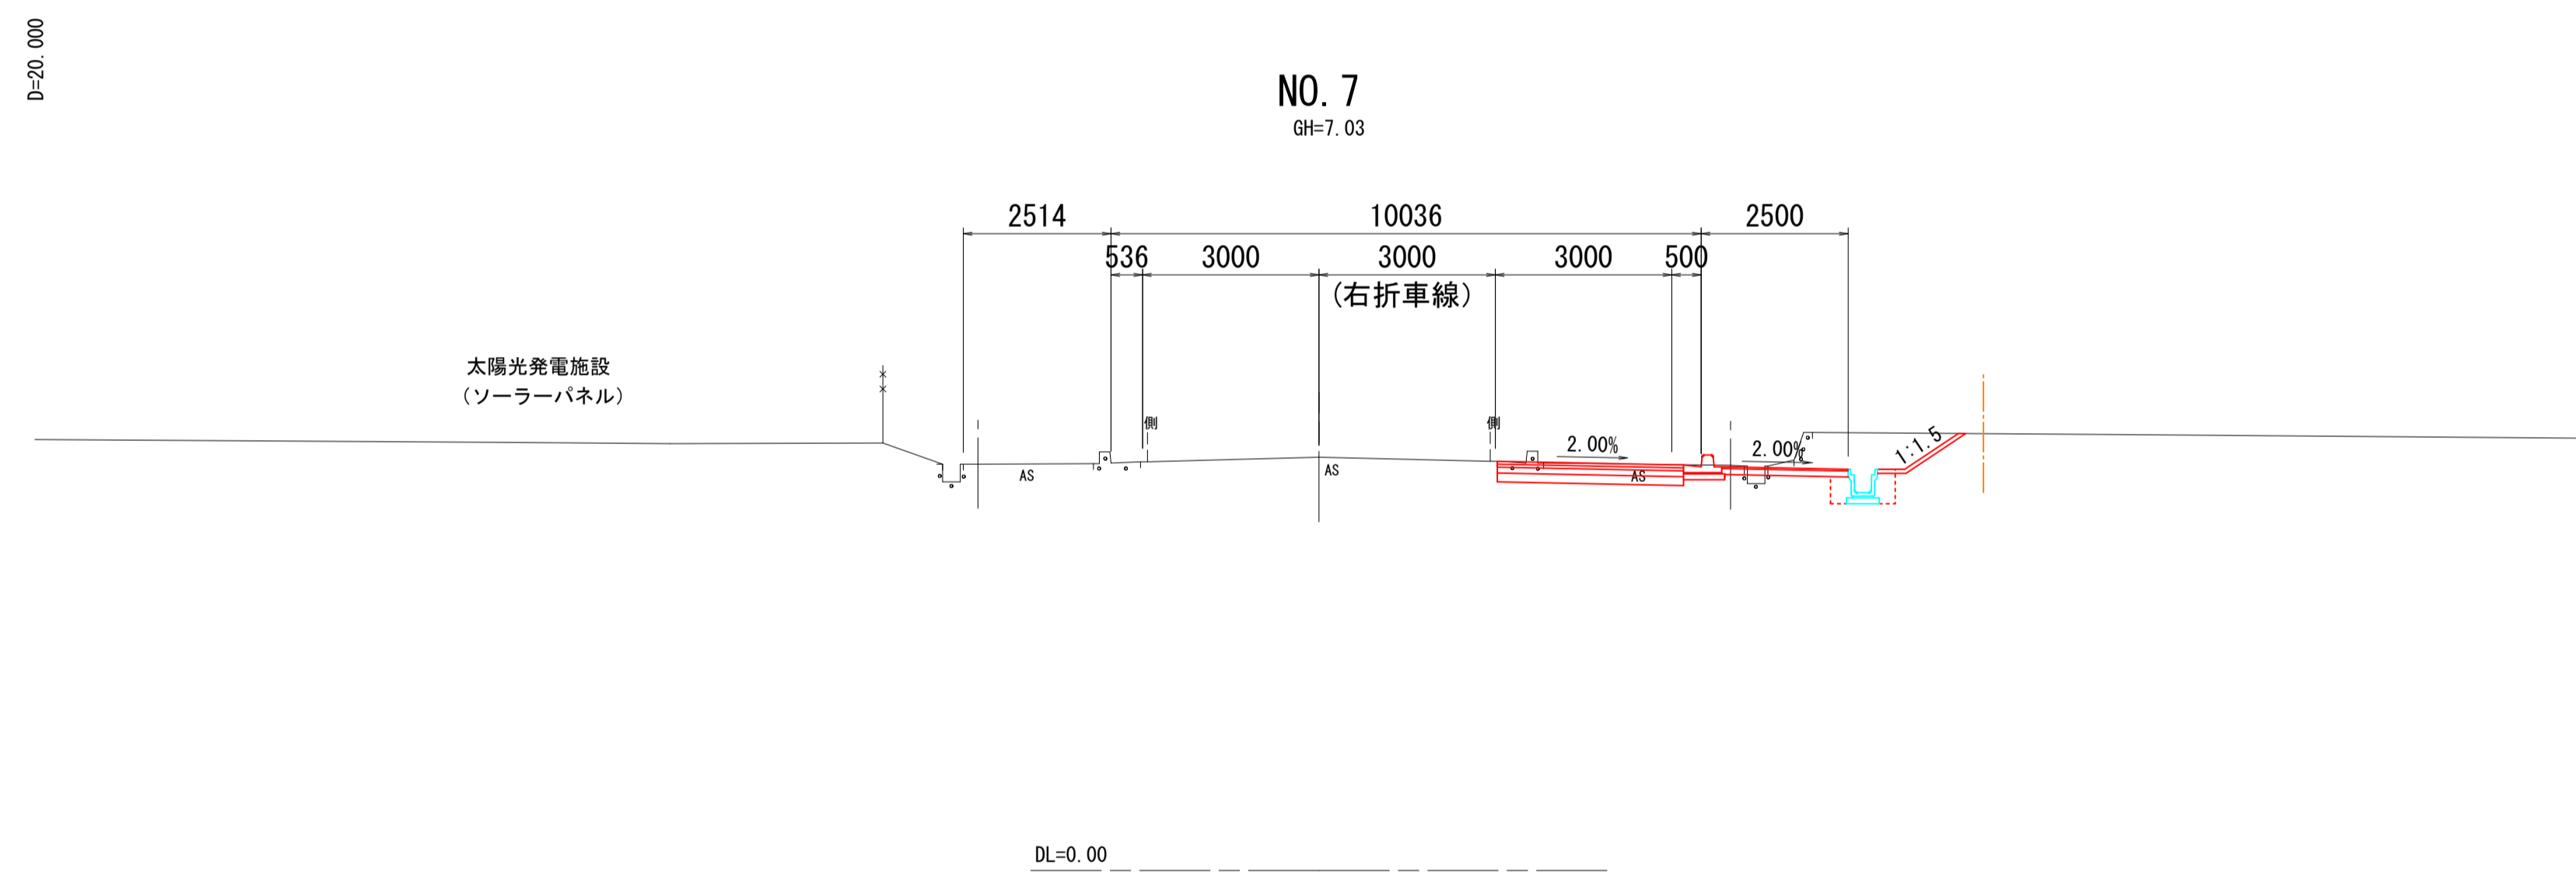 D=20.000
NO.7
GH=7.03
2514
10036
2500
536
3000
3000
3000
500
(右折車線)
太陽光発電施設
(ソーラーパネル)
側
側
2.00%
2.00%
1:1.5
AS
AS
AS
DL=0.00